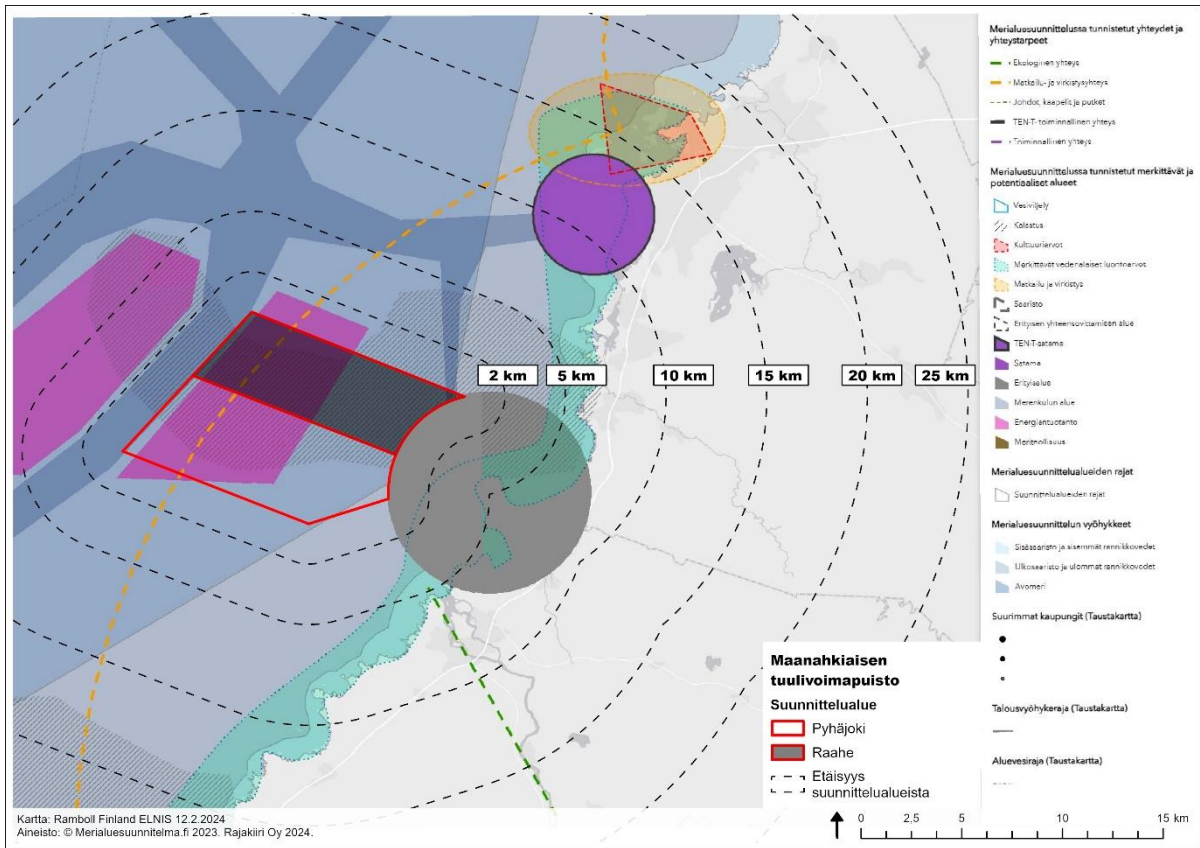 Merialuesuunnittelussa tunnistetut yhteydet ja
yhteystarpeet
Ekologinen yhteys
Matkailu- ja virkistysyhteys
Johdot, kaapelit ja putket
TEN-T-toiminnallinen yhteys
Toiminnallinen yhteys
Merialuesuunnittelussa tunnistetut merkittävät ja
potentiaaliset alueet
Vesiviljely
Kalastus
Kulttuuriarvot
Merkittävät vedenalaiset luontoarvot
Matkailu ja virkistys
Saaristo
Erityisen yhteensovittamisen alue
TEN-T-satama
Satama
Erityisalue
Merenkulun alue
Energiantuotanto
Meriteollisuus
Merialuesuunnittelualueiden rajat
Suunnittelualueiden rajat
Merialuesuunnittelun vyöhykkeet
Sisäsaaristo ja sisemmät rannikkovedet
Ulkosaaristo ja ulommat rannikkovedet
Avomeri
Suurimmat kaupungit (Taustakartta)
Talousvyöhykeraja (Taustakartta)
Aluevesiraja (Taustakartta)
2 km
5 km
10 km
15 km
20 km
25 km
Maanahkiaisen
tuulivoimapuisto
Suunnittelualue
Pyhäjoki
Raahe
Etäisyys
suunnittelualueista
Kartta: Ramboll Finland ELNIS 12.2.2024
Aineisto: © Merialuesuunnitelma.fi 2023. Rajakiiri Oy 2024.
0 2,5 5 10 15 km